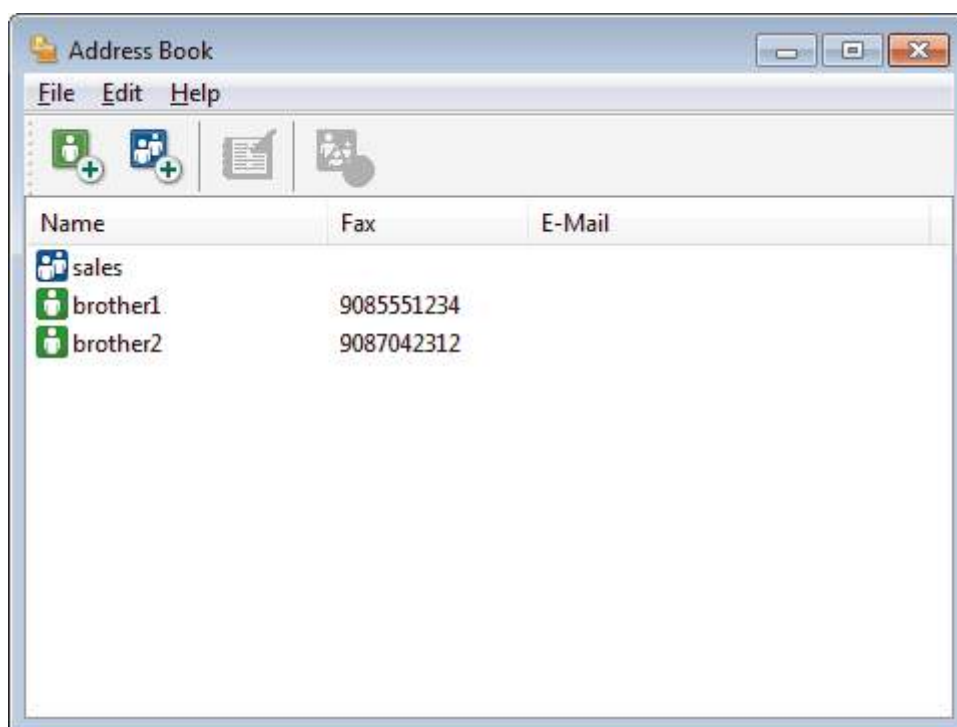 Address Book
File Edit Help
Name Fax E-Mail
sales
brother1 9085551234
brother2 9087042312